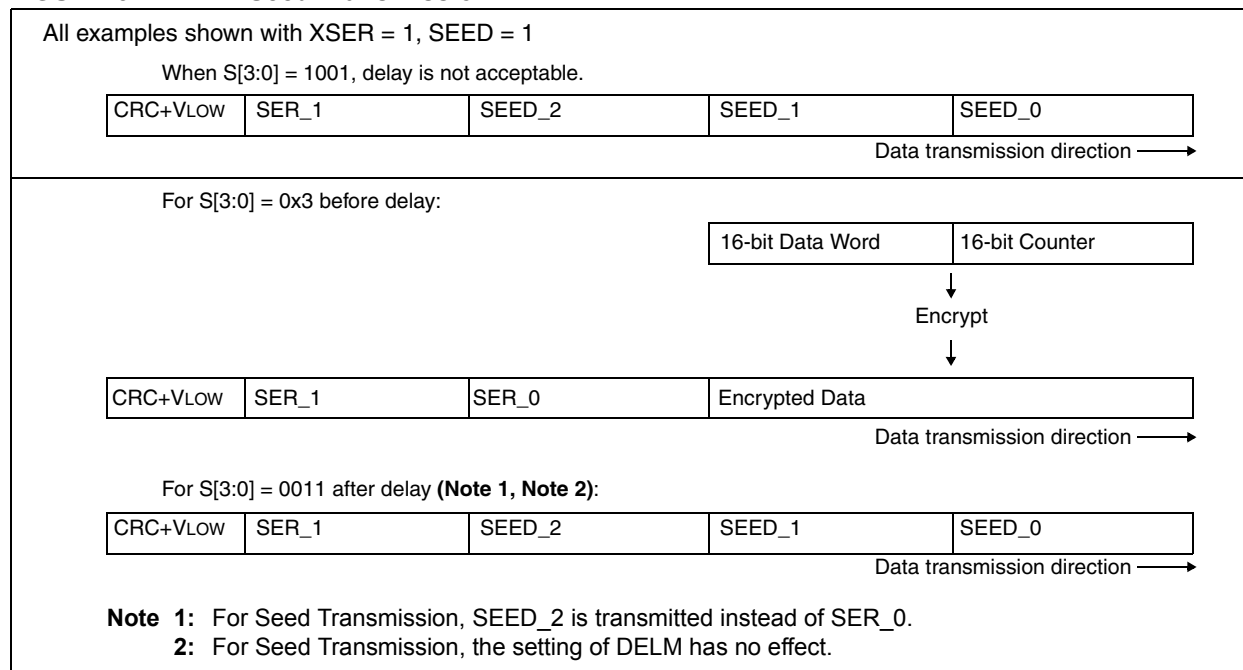 All examples shown with XSER = 1, SEED = 1
When S[3:0] = 1001, delay is not acceptable.
CRC+VLOW SER_1 SEED_2 SEED_1 SEED_0
Data transmission direction
For S[3:0] = 0x3 before delay:
16-bit Data Word 16-bit Counter
Encrypt
CRC+VLOW SER_1 SER_0 Encrypted Data
Data transmission direction
For S[3:0] = 0011 after delay (Note 1, Note 2):
CRC+VLOW SER_1 SEED_2 SEED_1 SEED_0
Data transmission direction
Note 1: For Seed Transmission, SEED_2 is transmitted instead of SER_0.
2: For Seed Transmission, the setting of DELM has no effect.